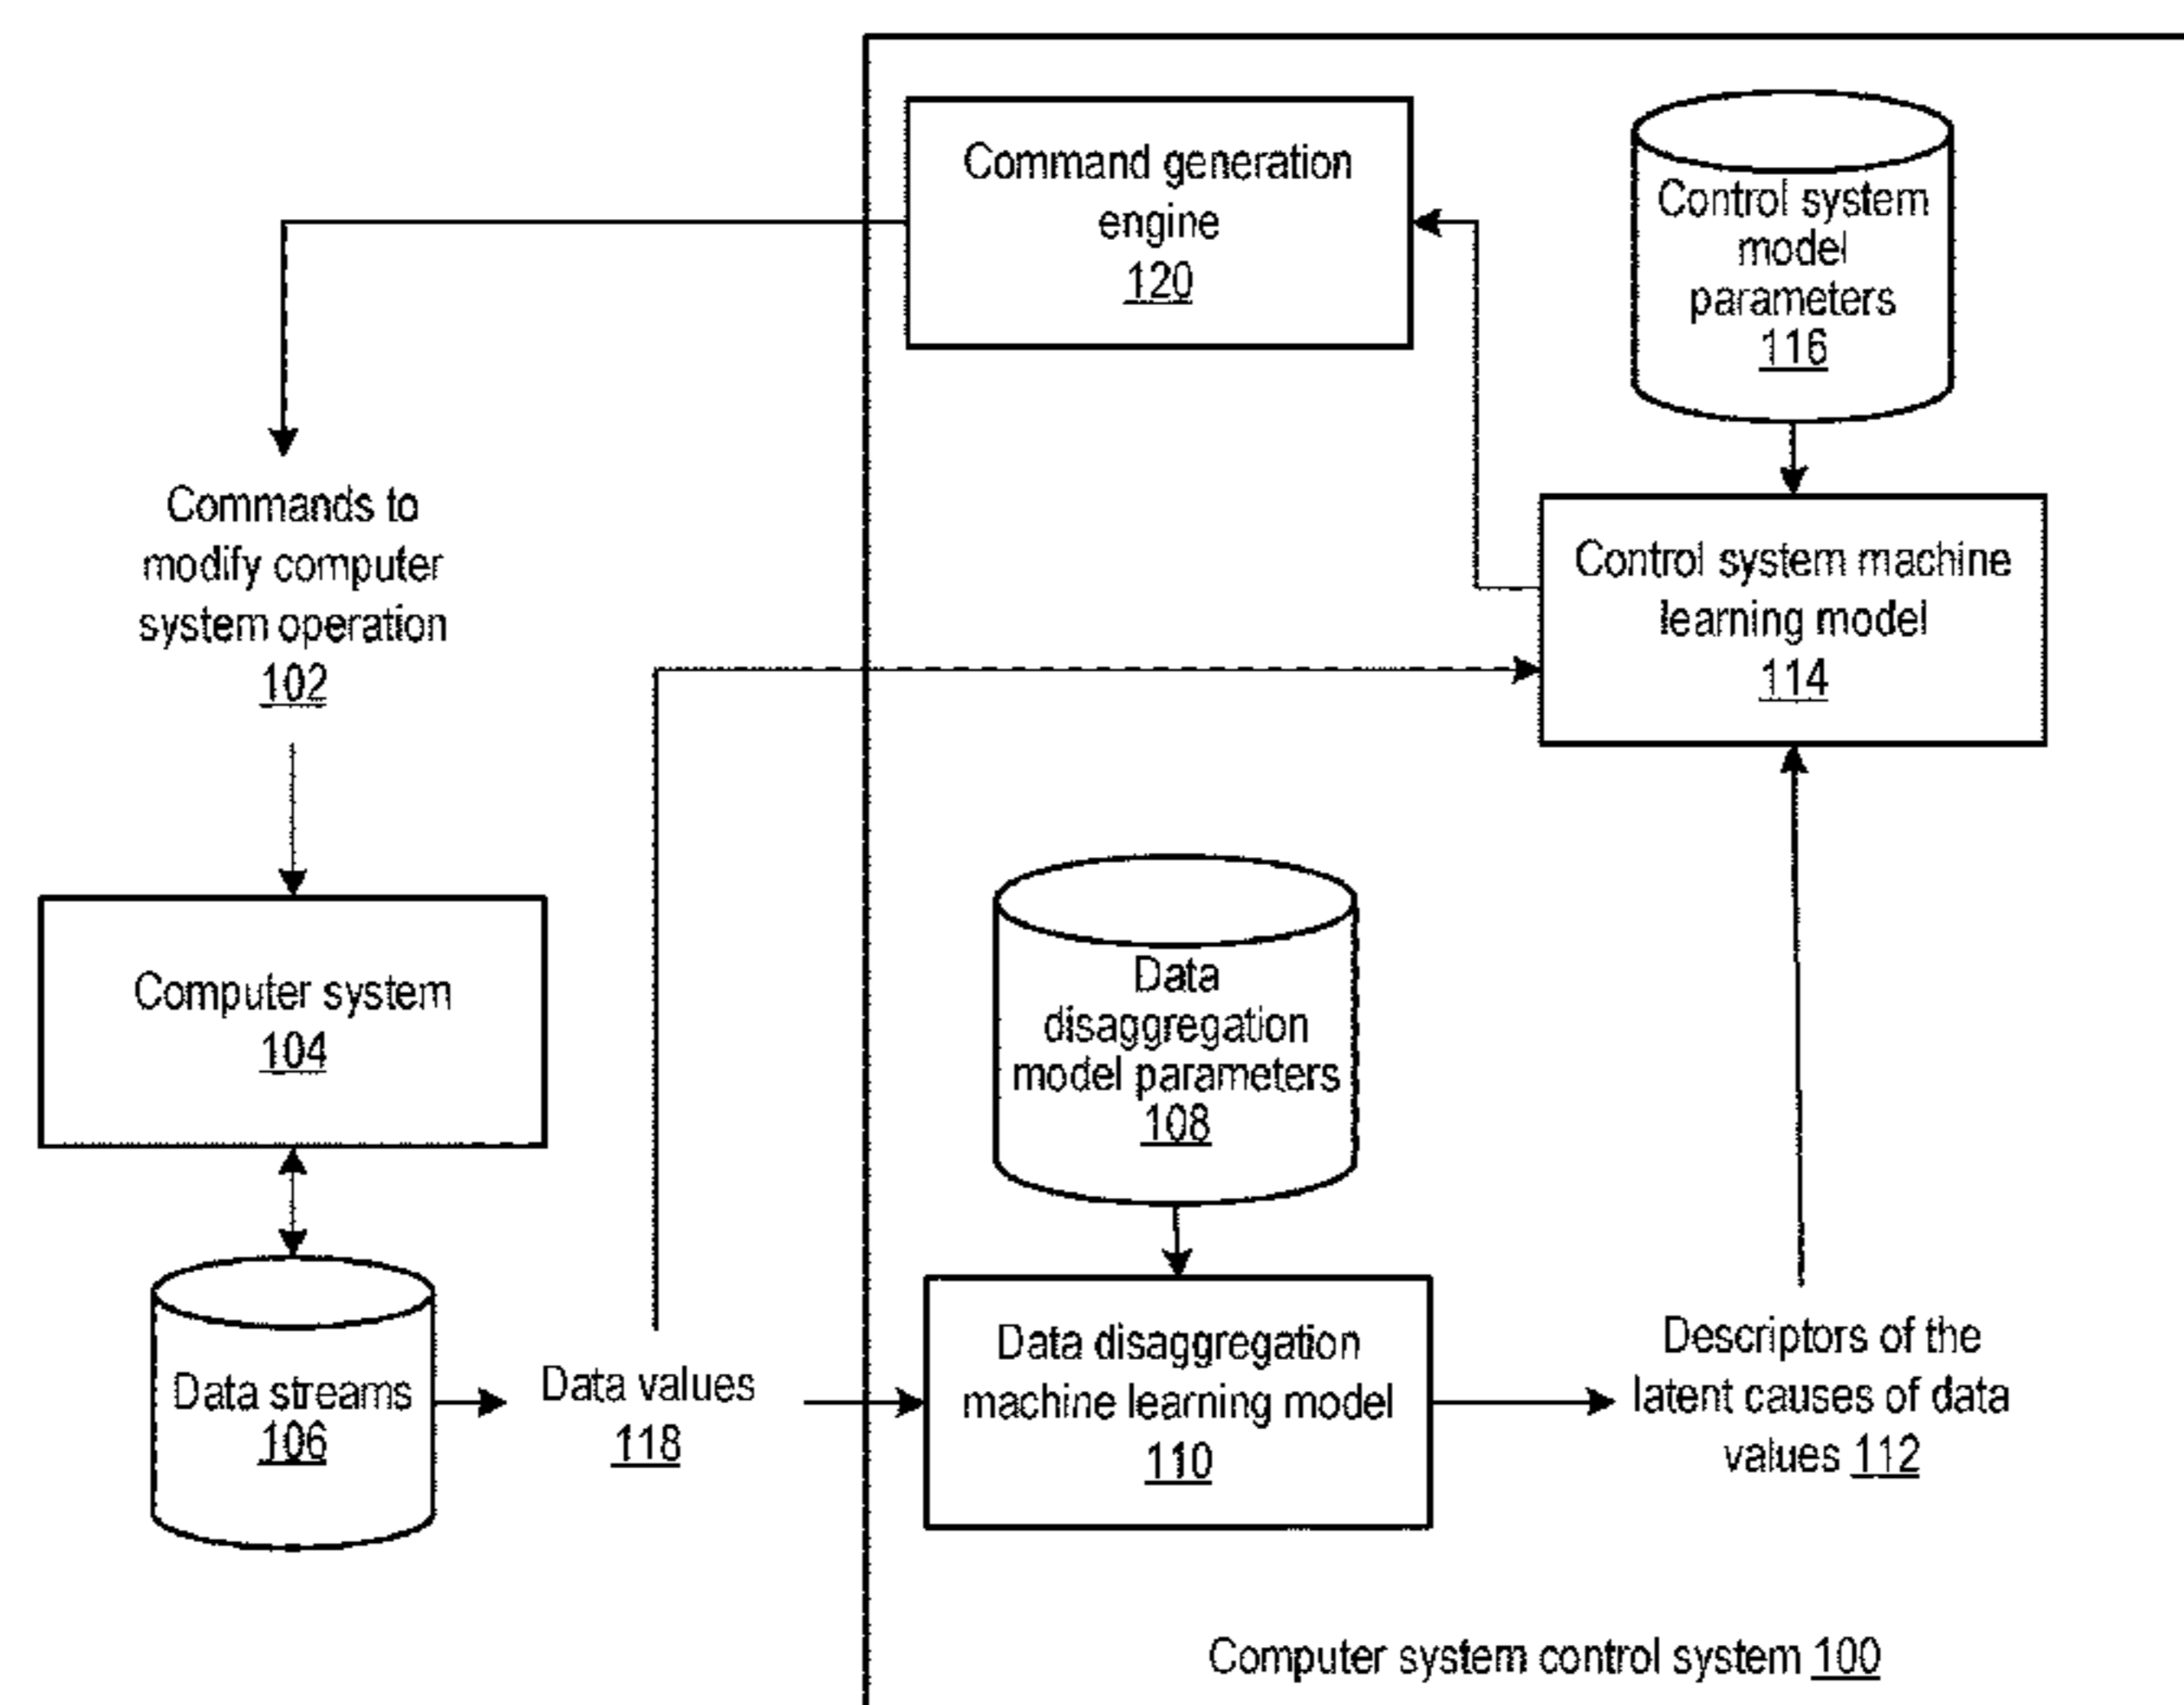 Command generation
engine
120
Control system
model
parameters
116
Commands to
modify computer
system operation
102
Control system machine
learning model
114
Computer system
104
Data
disaggregation
model parameters
108
Data streams
106
Data values
118
Data disaggregation
machine learning model
110
Descriptors of the
latent causes of data
values 112
Computer system control system 100